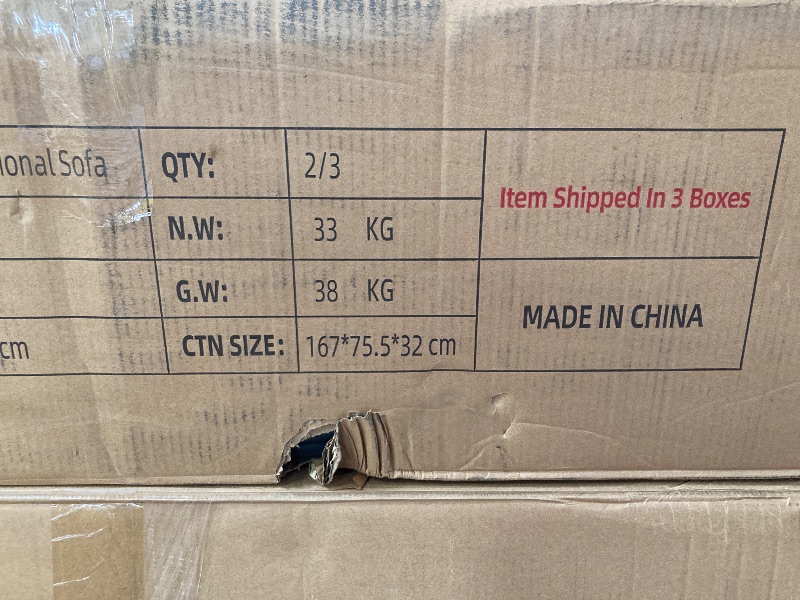 ional Sofa QTY: 2/3
Item Shipped In 3 Boxes
N.W: 33 KG
G.W: 38 KG
MADE IN CHINA
cm CTN SIZE: 167*75.5*32 cm